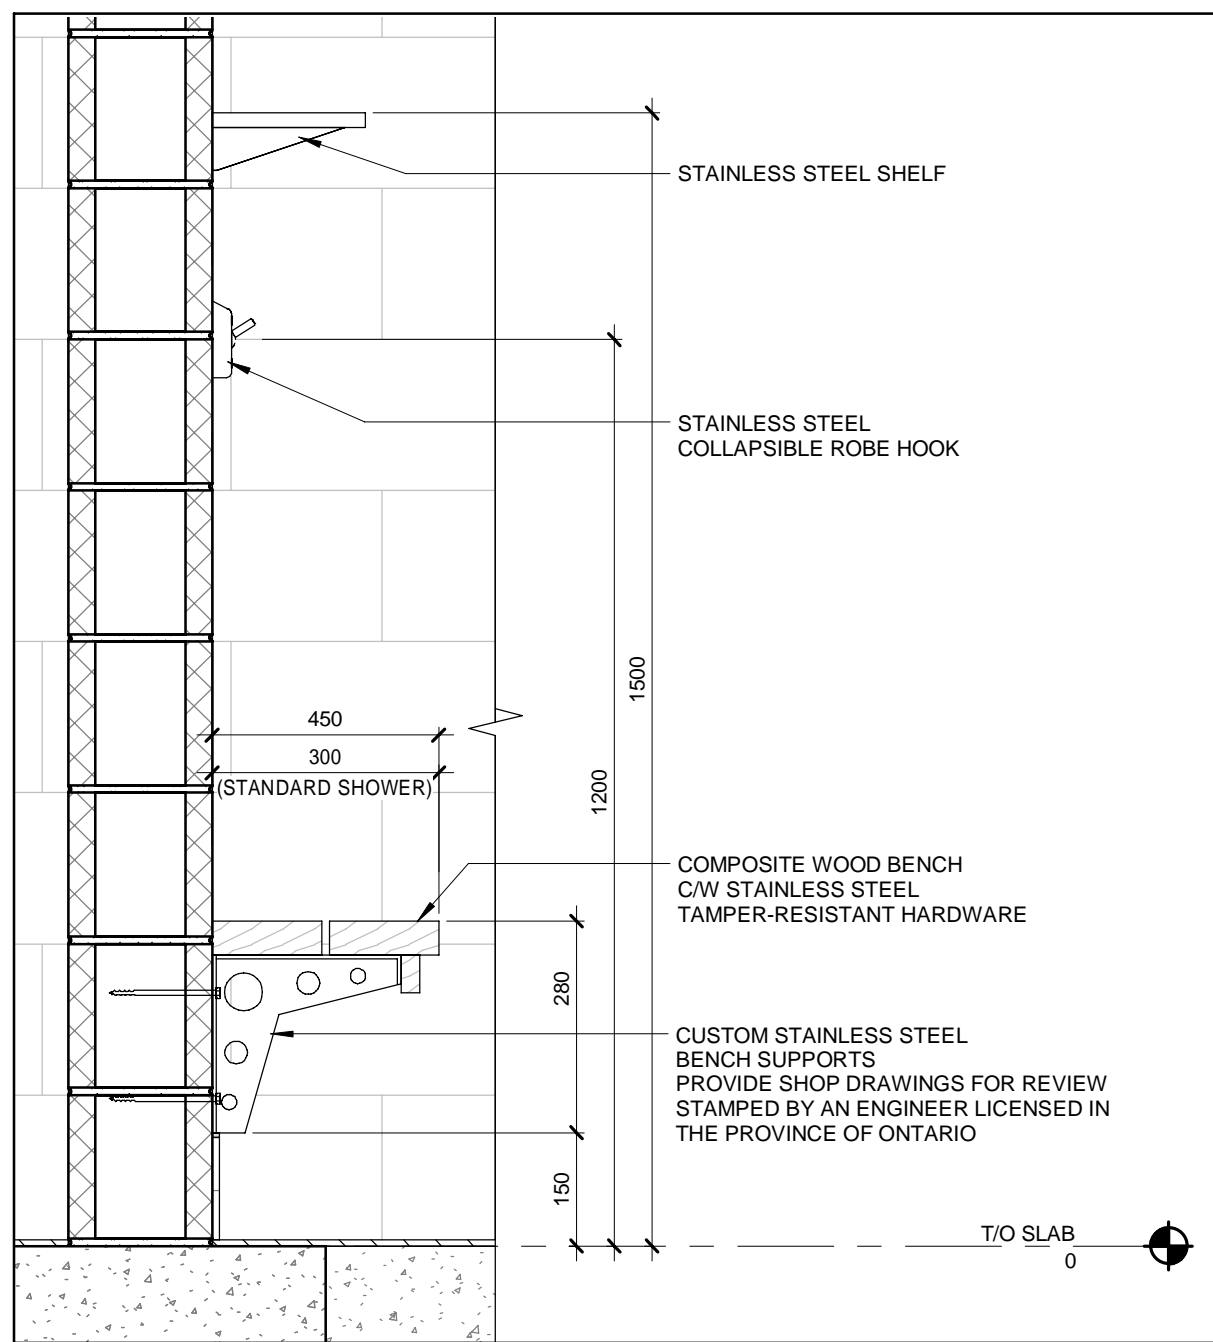 STAINLESS STEEL SHELF
STAINLESS STEEL
COLLAPSIBLE ROBE HOOK
1500
450
300
(STANDARD SHOWER)
1200
COMPOSITE WOOD BENCH
C/W STAINLESS STEEL
TAMPER-RESISTANT HARDWARE
280
CUSTOM STAINLESS STEEL
BENCH SUPPORTS
PROVIDE SHOP DRAWINGS FOR REVIEW
STAMPED BY AN ENGINEER LICENSED IN
THE PROVINCE OF ONTARIO
150
T/O SLAB
0